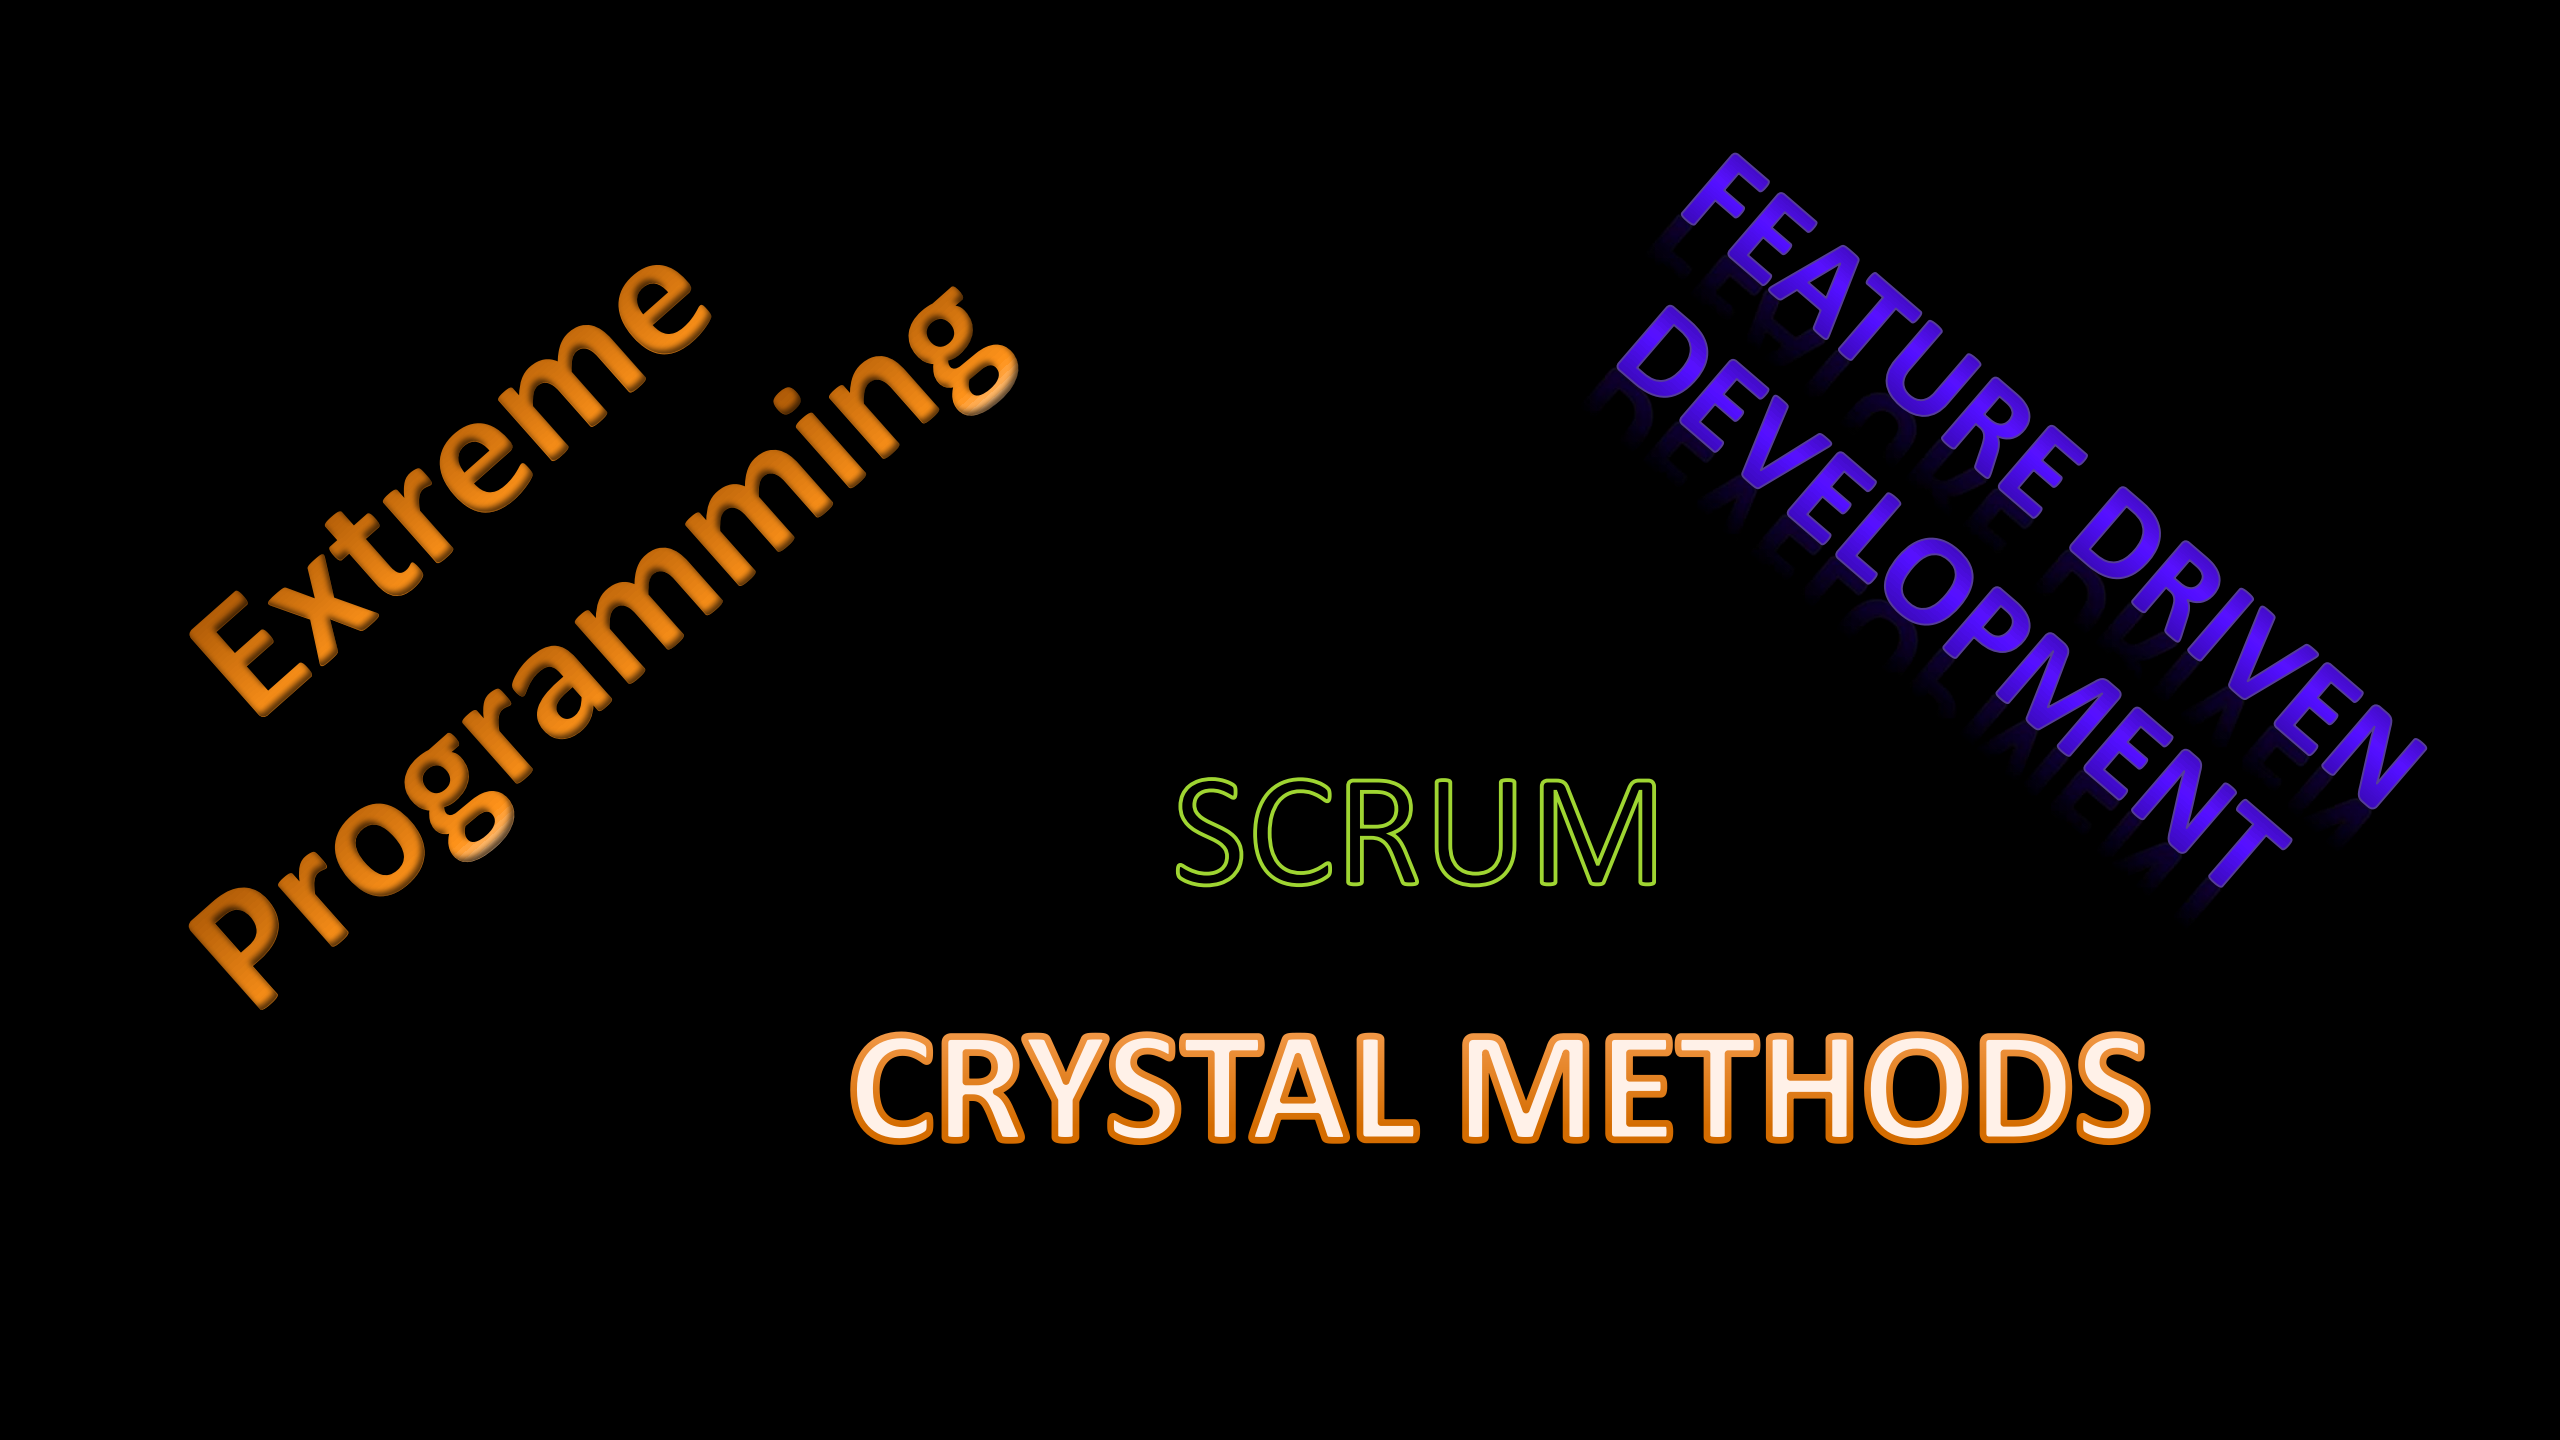 Extreme
Programming
FEATURE DRIVEN
DEVELOPMENT
SCRUM
CRYSTAL METHODS